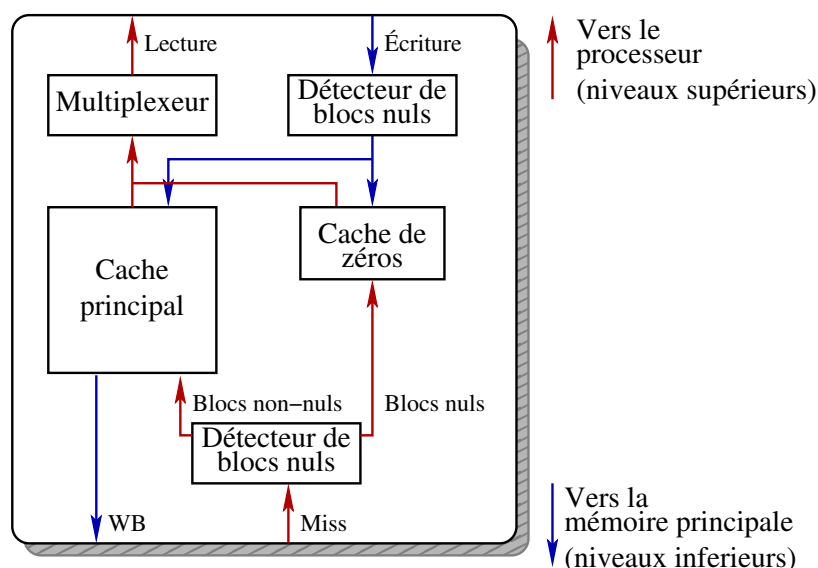 Lecture
Écriture
Multiplexeur
Détecteur de
blocs nuls
Cache
principal
Cache de
zéros
Blocs non−nuls
Blocs nuls
Détecteur de
blocs nuls
WB
Miss
Vers le
processeur
(niveaux supérieurs)
Vers la
mémoire principale
(niveaux inferieurs)